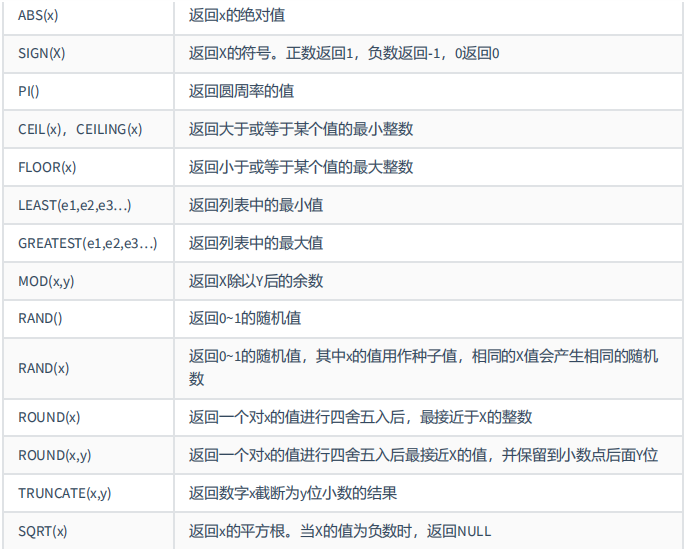 ABS(x) 返回x的绝对值
SIGN(X) 返回X的符号。正数返回1，负数返回-1，0返回0
PI() 返回圆周率的值
CEIL(x)，CEILING(x) 返回大于或等于某个值的最小整数
FLOOR(x) 返回小于或等于某个值的最大整数
LEAST(e1,e2,e3…) 返回列表中的最小值
GREATEST(e1,e2,e3…) 返回列表中的最大值
MOD(x,y) 返回X除以Y后的余数
RAND() 返回0~1的随机值
RAND(x) 返回0~1的随机值，其中x的值用作种子值，相同的X值会产生相同的随机
数
ROUND(x) 返回一个对x的值进行四舍五入后，最接近于X的整数
ROUND(x,y) 返回一个对x的值进行四舍五入后最接近X的值，并保留到小数点后面Y位
TRUNCATE(x,y) 返回数字x截断为y位小数的结果
SQRT(x) 返回x的平方根。当X的值为负数时，返回NULL